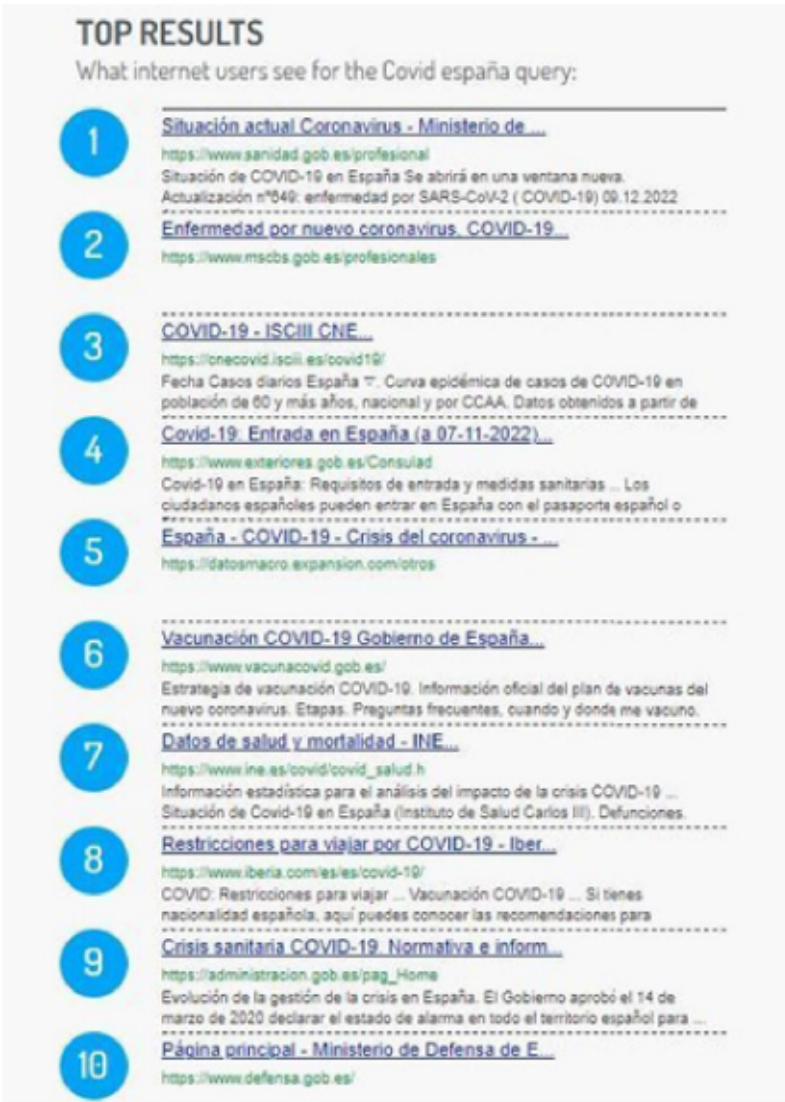 TOP RESULTS
What internet users see for the Covid españa query:
1
Situación actual Coronavirus - Ministerio de ...
https://www.sanidad.gob.es/profesional
Situación de COVID-19 en España Se abrirá en una ventana nueva.
Actualización nº649: enfermedad por SARS-CoV-2 ( COVID-19) 09.12.2022
2
Enfermedad por nuevo coronavirus, COVID-19...
https://www.mscbs.gob.es/profesionales
3
COVID-19 - ISCIII CNE...
https://cnecovid.isciii.es/covid19/
Fecha Casos diarios España ▽. Curva epidémica de casos de COVID-19 en
población de 60 y más años, nacional y por CCAA. Datos obtenidos a partir de
4
Covid-19: Entrada en España (a 07-11-2022)...
https://www.exteriores.gob.es/Consulad
Covid-19 en España: Requisitos de entrada y medidas sanitarias ... Los
ciudadanos españoles pueden entrar en España con el pasaporte español o
5
España - COVID-19 - Crisis del coronavirus - ...
https://datosmacro.expansion.com/otros
6
Vacunación COVID-19 Gobierno de España...
https://www.vacunacovid.gob.es/
Estrategia de vacunación COVID-19. Información oficial del plan de vacunas del
nuevo coronavirus. Etapas. Preguntas frecuentes, cuando y donde me vacuno.
7
Datos de salud y mortalidad - INE...
https://www.ine.es/covid/covid_salud.h
Información estadística para el análisis del impacto de la crisis COVID-19 ...
Situación de Covid-19 en España (Instituto de Salud Carlos III). Defunciones.
8
Restricciones para viajar por COVID-19 - Iber...
https://www.iberia.com/es/es/covid-19/
COVID: Restricciones para viajar ... Vacunación COVID-19 ... Si tienes
nacionalidad española, aquí puedes conocer las recomendaciones para
9
Crisis sanitaria COVID-19. Normativa e inform...
https://administracion.gob.es/pag_Home
Evolución de la gestión de la crisis en España. El Gobierno aprobó el 14 de
marzo de 2020 declarar el estado de alarma en todo el territorio español para ...
10
Página principal - Ministerio de Defensa de E...
https://www.defensa.gob.es/